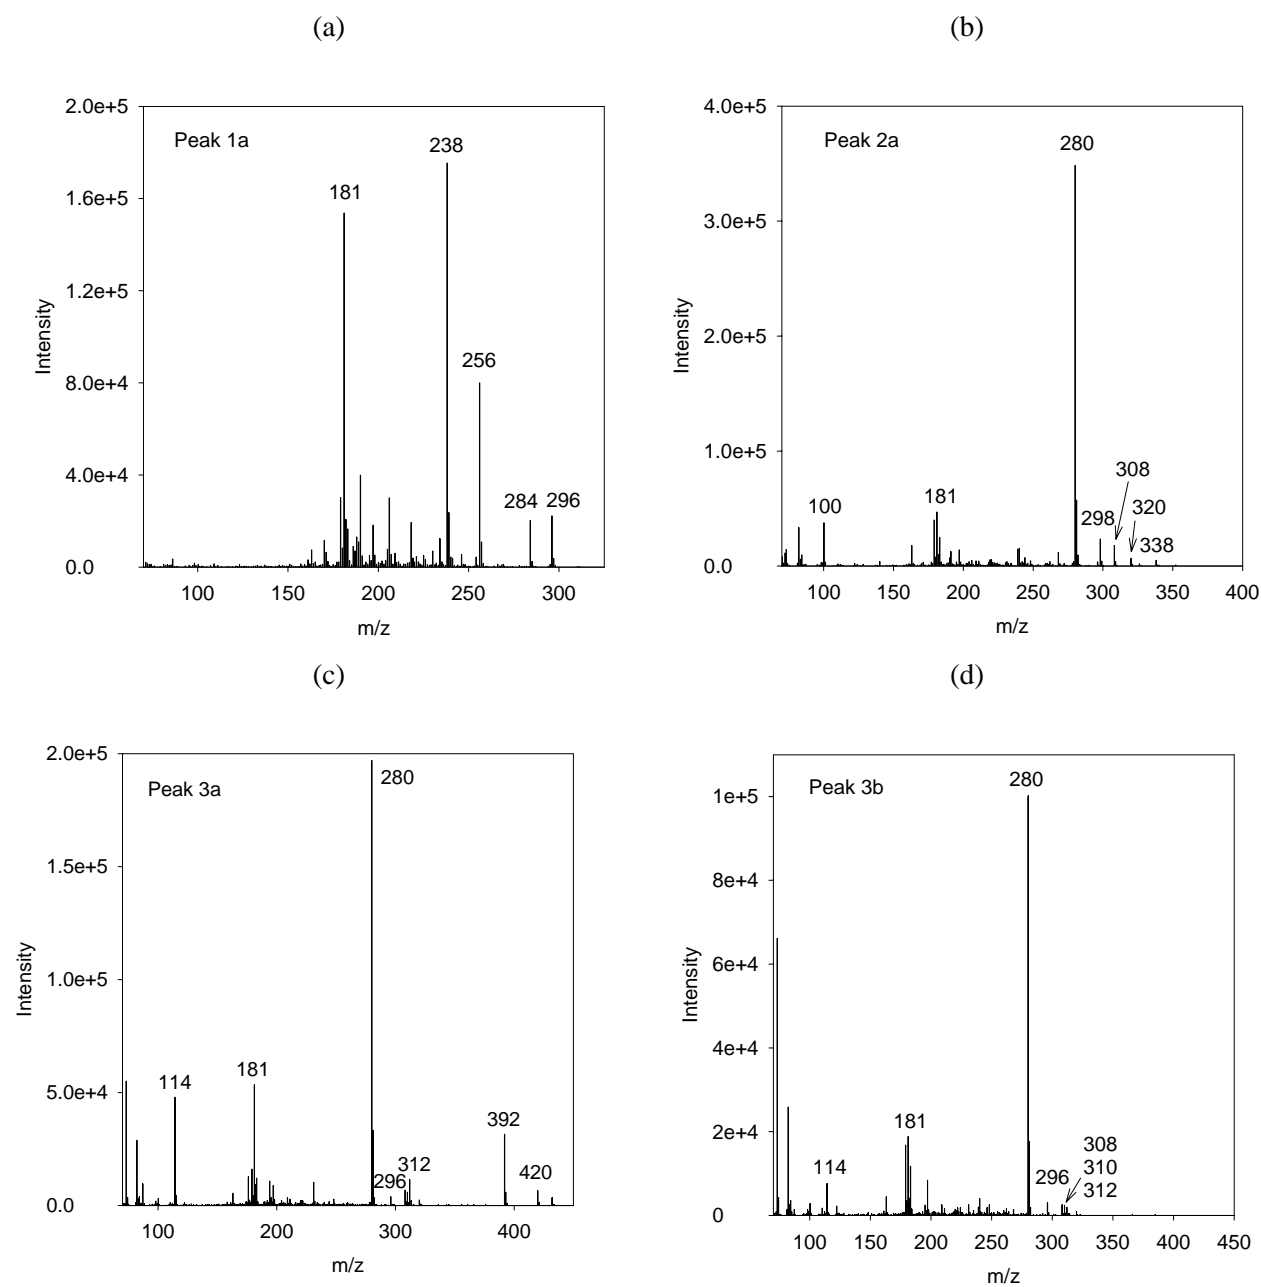 (a)
(b)
Peak 1a
2.0e+5
1.6e+5
1.2e+5
8.0e+4
4.0e+4
0.0
Intensity
181
238
256
284
296
100
150
200
250
300
m/z
Peak 2a
4.0e+5
3.0e+5
2.0e+5
1.0e+5
0.0
Intensity
280
100
181
298
308
320
338
100
150
200
250
300
350
400
m/z
(c)
(d)
Peak 3a
2.0e+5
1.5e+5
1.0e+5
5.0e+4
0.0
Intensity
280
114
181
296
312
392
420
100
200
300
400
m/z
Peak 3b
1e+5
8e+4
6e+4
4e+4
2e+4
0
Intensity
280
114
181
296
308
310
312
100
150
200
250
300
350
400
450
m/z